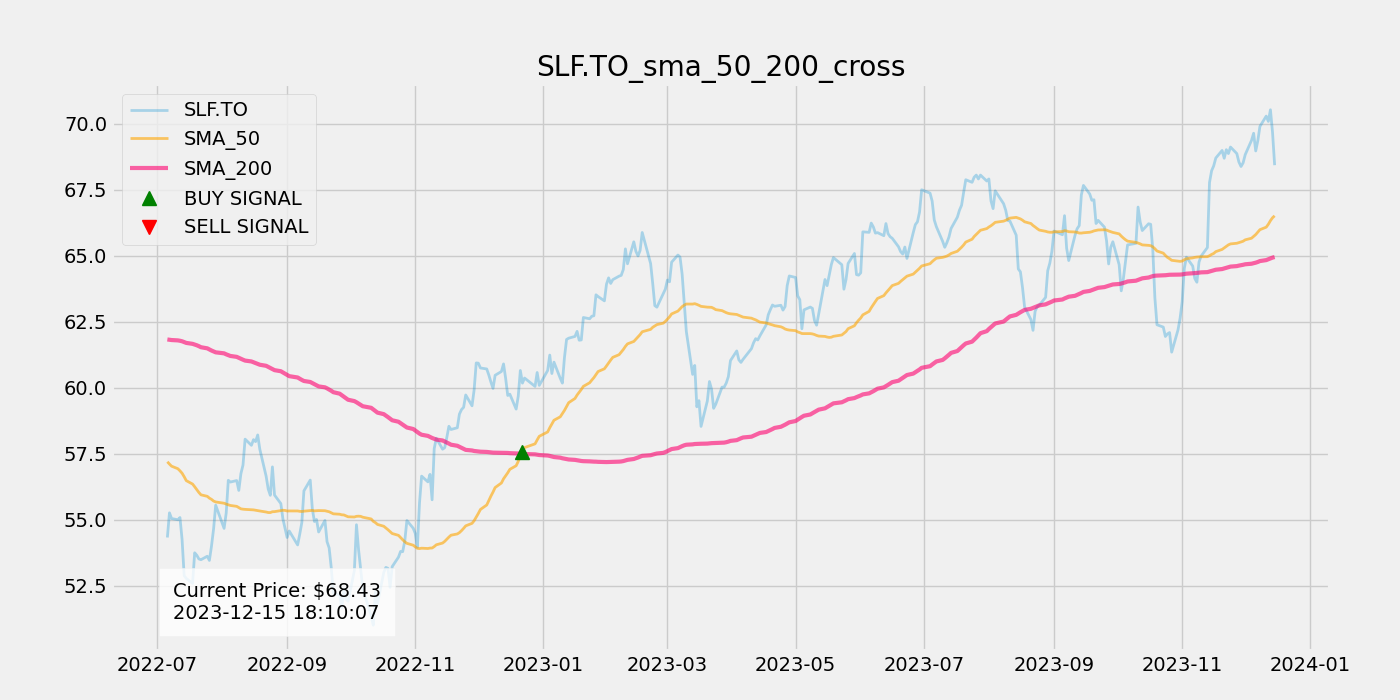 SLF.TO_sma_50_200_cross
SLF.TO
SMA_50
SMA_200
BUY SIGNAL
SELL SIGNAL
70.0
67.5
65.0
62.5
60.0
57.5
55.0
52.5
Current Price: $68.43
2023-12-15 18:10:07
2022-07 2022-09 2022-11 2023-01 2023-03 2023-05 2023-07 2023-09 2023-11 2024-01